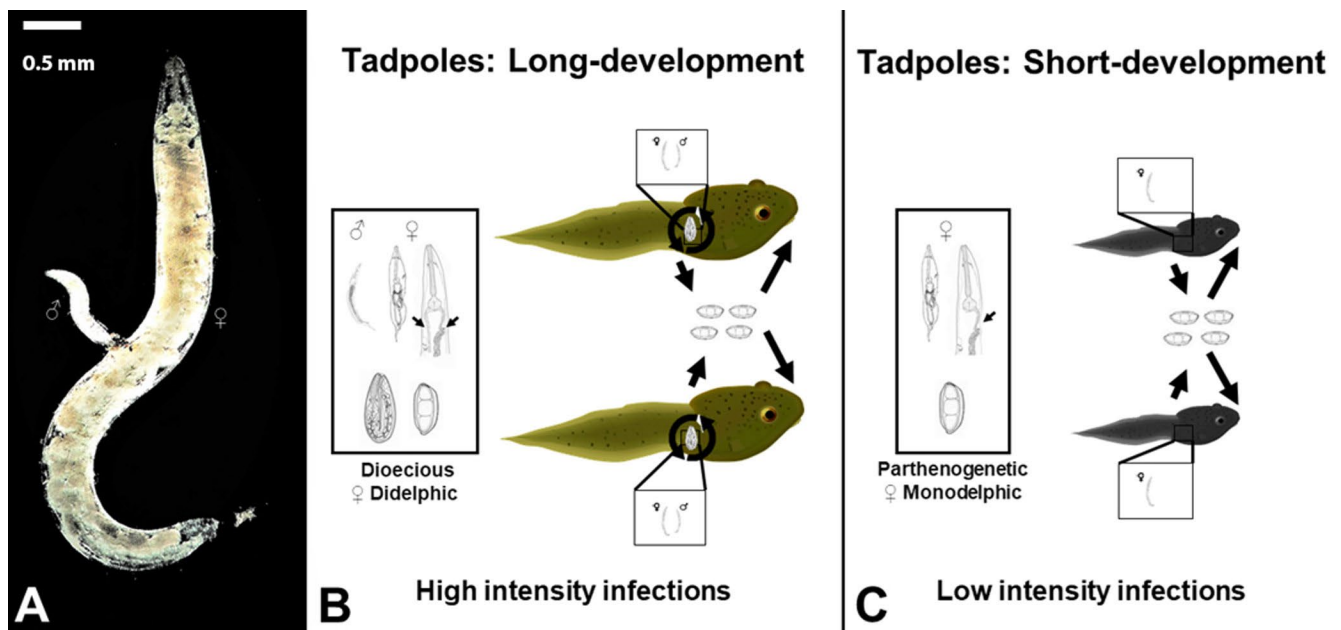 0.5 mm
♂
♀
A
Tadpoles: Long-development
♀ ♂
♂ ♀
Dioecious
♀ Didelphic
♀ ♂
B
High intensity infections
Tadpoles: Short-development
♀
♀
Parthenogenetic
♀ Monodelphic
♀
C
Low intensity infections